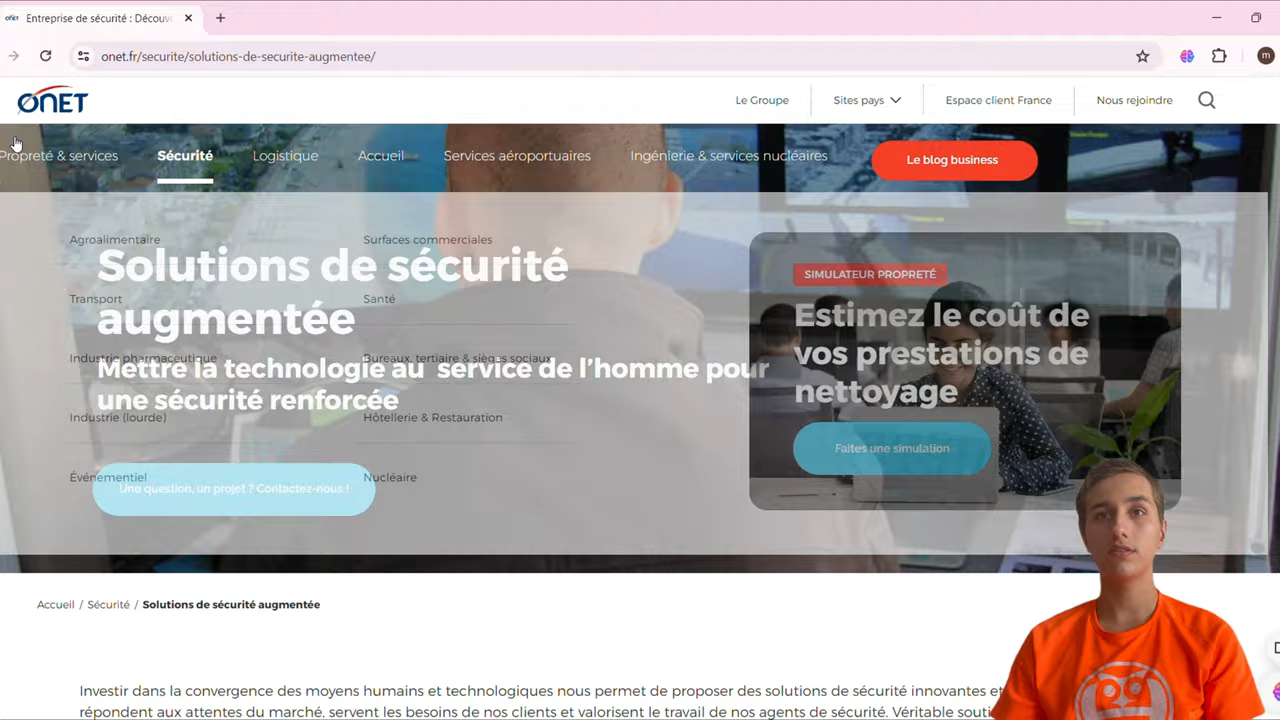 ONET Entreprise de sécurité : Découv
onet.fr/securite/solutions-de-securite-augmentee/
m
ONET
Le Groupe
Sites pays
Espace client France
Nous rejoindre
Propreté & services
Sécurité
Logistique
Accueil
Services aéroportuaires
Ingénierie & services nucléaires
Le blog business
Agroalimentaire
Surfaces commerciales
Solutions de sécurité
augmentée
Transport
Santé
Industrie pharmaceutique
Bureaux, tertiaire & sièges sociaux
Mettre la technologie au service de l'homme pour
une sécurité renforcée
Industrie (lourde)
Hôtellerie & Restauration
Événementiel
Nucléaire
Une question, un projet ? Contactez-nous !
SIMULATEUR PROPRETÉ
Estimez le coût de
vos prestations de
nettoyage
Faites une simulation
Accueil / Sécurité / Solutions de sécurité augmentée
Investir dans la convergence des moyens humains et technologiques nous permet de proposer des solutions de sécurité innovantes et
répondent aux attentes du marché, servent les besoins de nos clients et valorisent le travail de nos agents de sécurité. Véritable souti